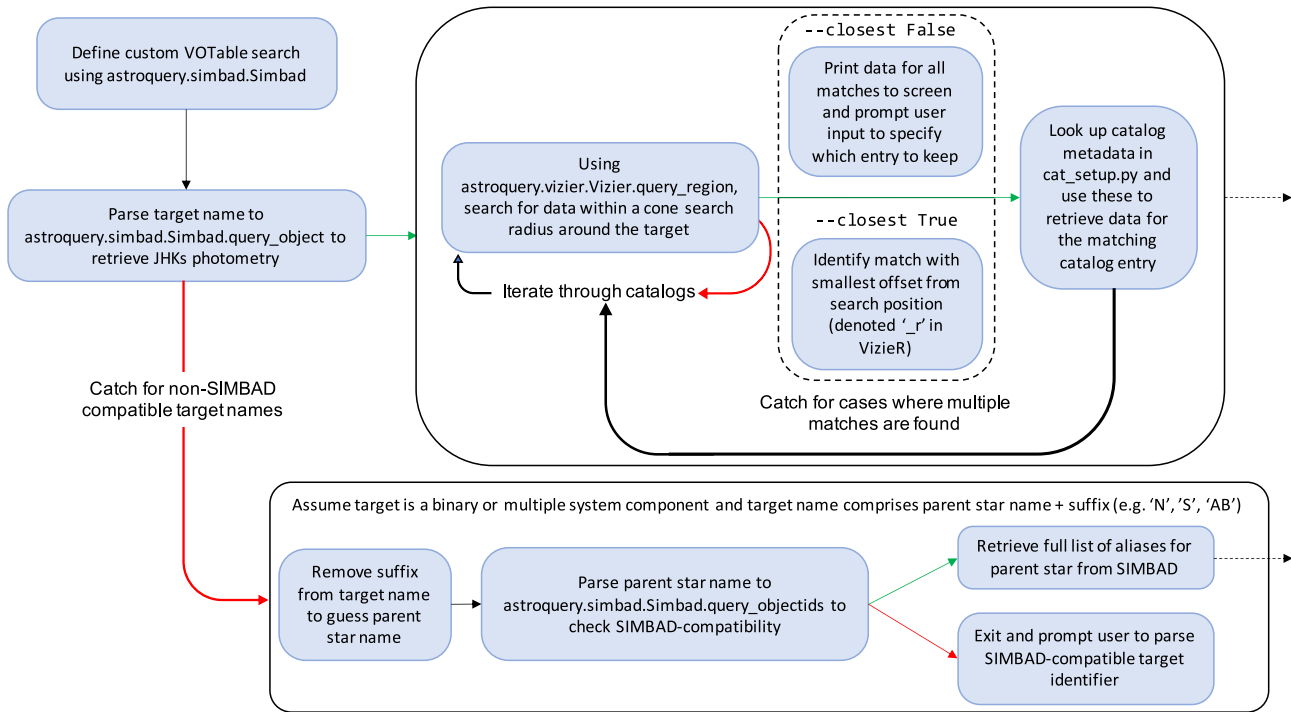 Define custom VOTable search
using astroquery.simbad.Simbad
Parse target name to
astroquery.simbad.Simbad.query_object to
retrieve JHKs photometry
Catch for non-SIMBAD
compatible target names
Using
astroquery.vizier.Vizier.query_region,
search for data within a cone search
radius around the target
Iterate through catalogs
--closest False
Print data for all
matches to screen
and prompt user
input to specify
which entry to keep
--closest True
Identify match with
smallest offset from
search position
(denoted ‘_r’ in
VizieR)
Catch for cases where multiple
matches are found
Look up catalog
metadata in
cat_setup.py and
use these to
retrieve data for
the matching
catalog entry
Assume target is a binary or multiple system component and target name comprises parent star name + suffix (e.g. ‘N’, ’S’, ‘AB’)
Remove suffix
from target name
to guess parent
star name
Parse parent star name to
astroquery.simbad.Simbad.query_objectids to
check SIMBAD-compatibility
Retrieve full list of aliases for
parent star from SIMBAD
Exit and prompt user to parse
SIMBAD-compatible target
identifier